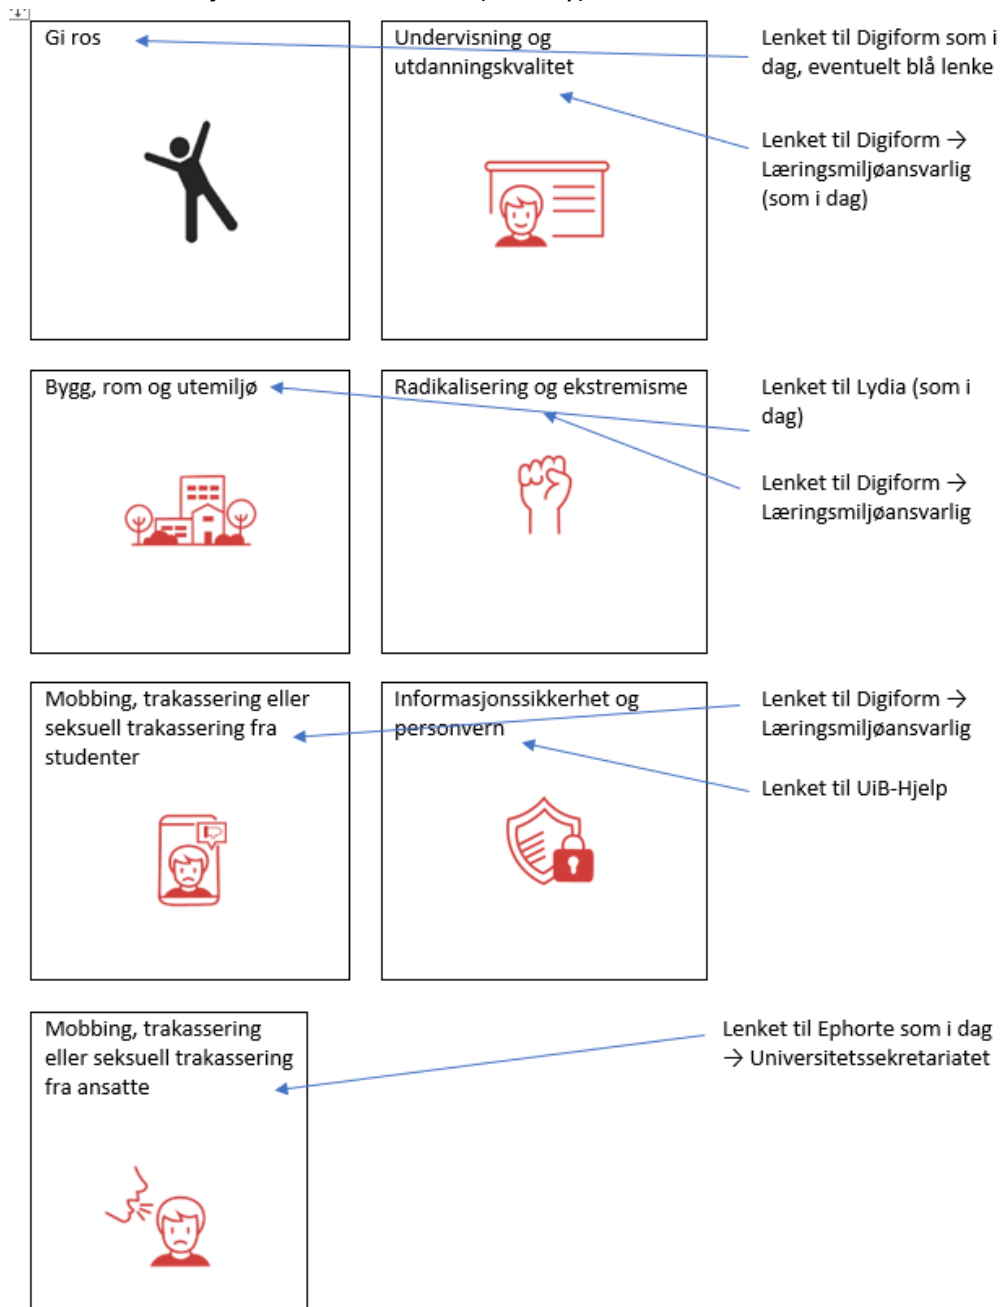 Gi ros
Undervisning og
utdanningskvalitet
Lenket til Digiform som i
dag, eventuelt blå lenke
Lenket til Digiform →
Læringsmiljøansvarlig
(som i dag)
Bygg, rom og utemiljø
Radikalisering og ekstremisme
Lenket til Lydia (som i
dag)
Lenket til Digiform →
Læringsmiljøansvarlig
Mobbing, trakassering eller
seksuell trakassering fra
studenter
Informasjonssikkerhet og
personvern
Lenket til Digiform →
Læringsmiljøansvarlig
Lenket til UiB-Hjelp
Mobbing, trakassering
eller seksuell trakassering
fra ansatte
Lenket til Ephorte som i dag
→ Universitetssekretariatet